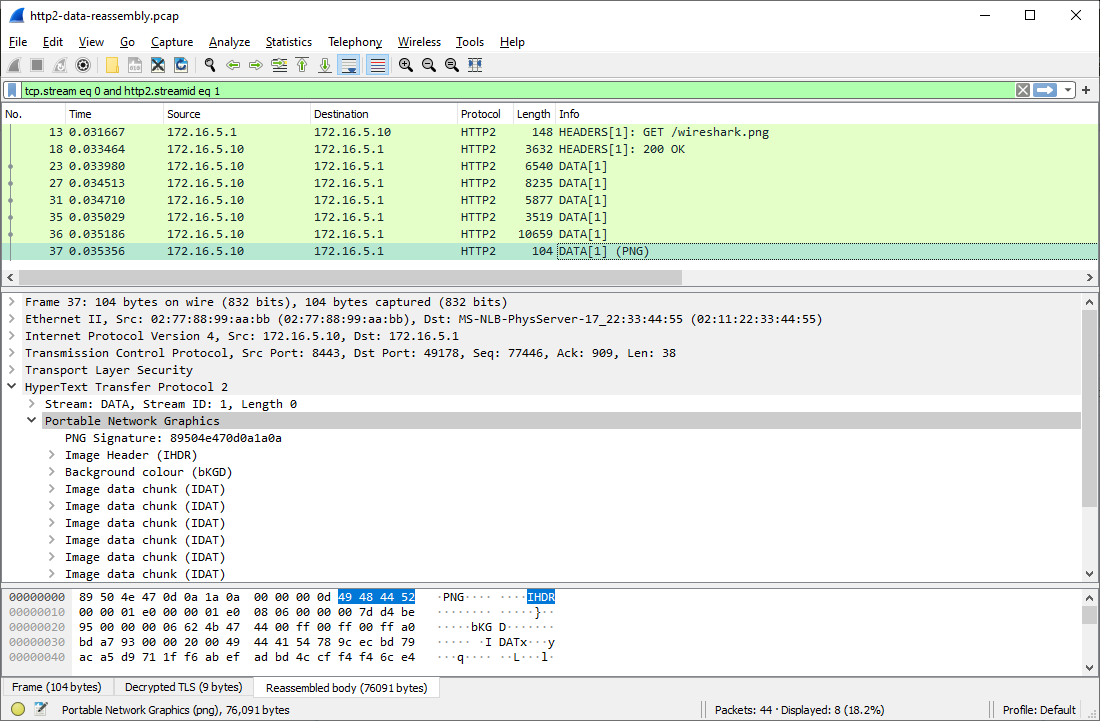 http2-data-reassembly.pcap
File Edit View Go Capture Analyze Statistics Telephony Wireless Tools Help
tcp.stream eq 0 and http2.streamid eq 1
No. Time Source Destination Protocol Length Info
13 0.031667 172.16.5.1 172.16.5.10 HTTP2 148 HEADERS[1]: GET /wireshark.png
18 0.033464 172.16.5.10 172.16.5.1 HTTP2 3632 HEADERS[1]: 200 OK
23 0.033980 172.16.5.10 172.16.5.1 HTTP2 6540 DATA[1]
27 0.034513 172.16.5.10 172.16.5.1 HTTP2 8235 DATA[1]
31 0.034710 172.16.5.10 172.16.5.1 HTTP2 5877 DATA[1]
35 0.035029 172.16.5.10 172.16.5.1 HTTP2 3519 DATA[1]
36 0.035186 172.16.5.10 172.16.5.1 HTTP2 10659 DATA[1]
37 0.035356 172.16.5.10 172.16.5.1 HTTP2 104 DATA[1] (PNG)
Frame 37: 104 bytes on wire (832 bits), 104 bytes captured (832 bits)
Ethernet II, Src: 02:77:88:99:aa:bb (02:77:88:99:aa:bb), Dst: MS-NLB-PhysServer-17_22:33:44:55 (02:11:22:33:44:55)
Internet Protocol Version 4, Src: 172.16.5.10, Dst: 172.16.5.1
Transmission Control Protocol, Src Port: 8443, Dst Port: 49178, Seq: 77446, Ack: 909, Len: 38
Transport Layer Security
HyperText Transfer Protocol 2
Stream: DATA, Stream ID: 1, Length 0
Portable Network Graphics
PNG Signature: 89504e470d0a1a0a
Image Header (IHDR)
Background colour (bKGD)
Image data chunk (IDAT)
Image data chunk (IDAT)
Image data chunk (IDAT)
Image data chunk (IDAT)
Image data chunk (IDAT)
Image data chunk (IDAT)
00000000 89 50 4e 47 0d 0a 1a 0a 00 00 00 0d 49 48 44 52 ·PNG···· ····IHDR
00000010 00 00 01 e0 00 00 01 e0 08 06 00 00 00 7d d4 be ········ ·····}··
00000020 95 00 00 00 06 62 4b 47 44 00 ff 00 ff 00 ff a0 ·····bKG D·······
00000030 bd a7 93 00 00 20 00 49 44 41 54 78 9c ec bd 79 ····· ·I DATx···y
00000040 ac a5 d9 71 1f f6 ab ef ad bd 4c cf f4 f4 6c e4 ···q···· ··L···l·
Frame (104 bytes) Decrypted TLS (9 bytes) Reassembled body (76091 bytes)
Portable Network Graphics (png), 76,091 bytes Packets: 44 · Displayed: 8 (18.2%) Profile: Default